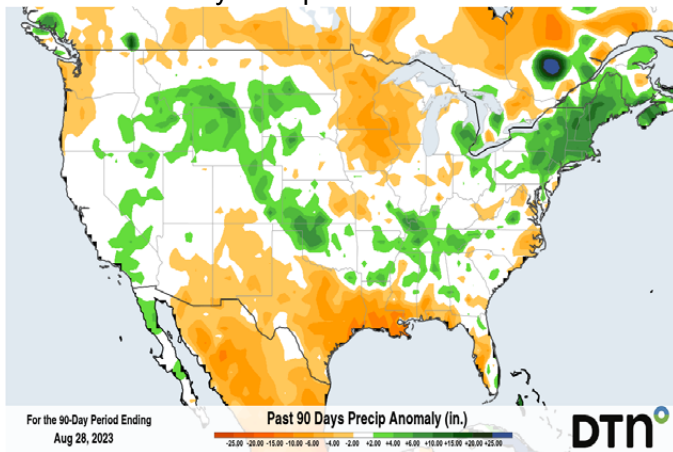 For the 90-Day Period Ending
Aug 28, 2023
Past 90 Days Precip Anomaly (in.)
-25.00 -20.00 -15.00 -10.00 -6.00 -4.00 -2.00 +2.00 +4.00 +6.00 +10.00 +15.00 +20.00 +25.00
DTN